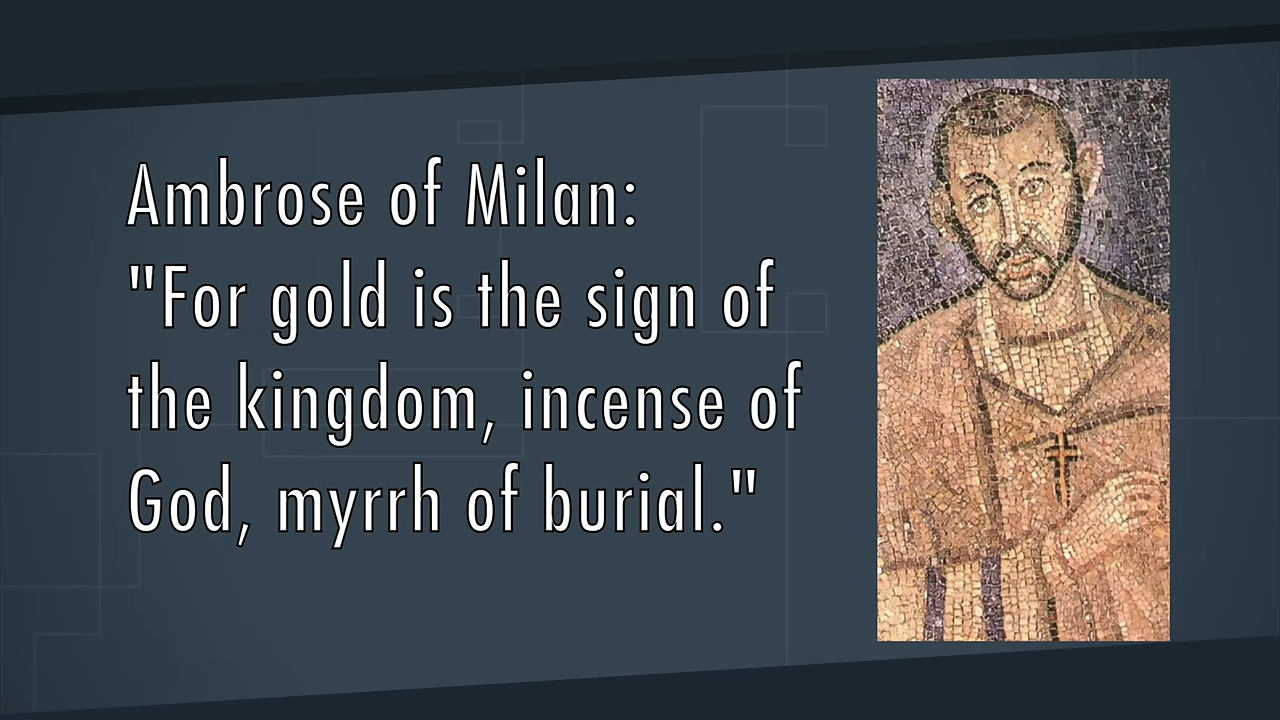 Ambrose of Milan:
"For gold is the sign of
the kingdom, incense of
God, myrrh of burial."